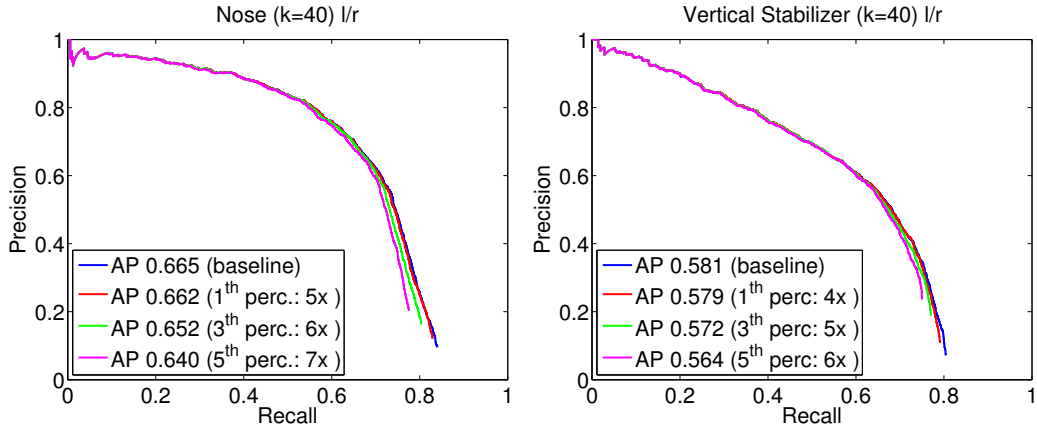 Nose (k=40) l/r
1
0.8
0.6
0.4
0.2
0
Precision
AP 0.665 (baseline)
AP 0.662 (1th perc.: 5x )
AP 0.652 (3th perc.: 6x )
AP 0.640 (5th perc.: 7x )
0 0.2 0.4 0.6 0.8 1
Recall
Vertical Stabilizer (k=40) l/r
1
0.8
0.6
0.4
0.2
0
Precision
AP 0.581 (baseline)
AP 0.579 (1th perc: 4x )
AP 0.572 (3th perc.: 5x )
AP 0.564 (5th perc.: 6x )
0 0.2 0.4 0.6 0.8 1
Recall